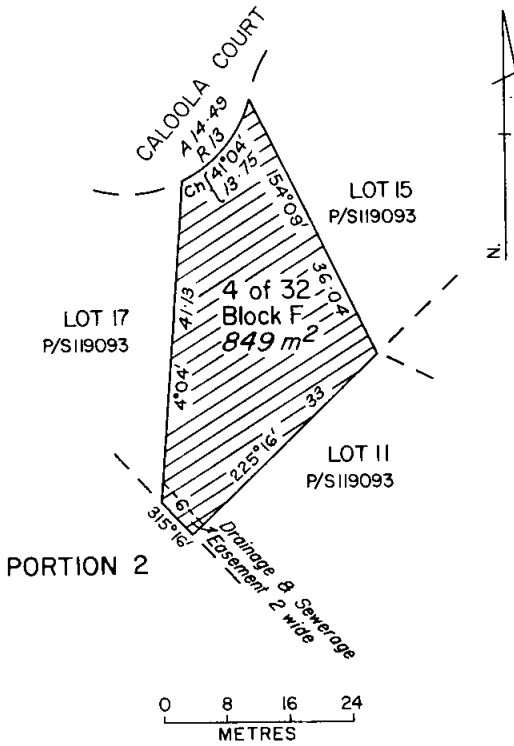 CALOOLA COURT
A 14·49
R 13
Ch { 41°04'
13·75
154°09'
36·04
LOT 15
P/S119093
N.
4 of 32
Block F
849 m²
LOT 17
P/S119093
41·13
4°04'
33
225°16'
LOT 11
P/S119093
6
315°16'
Drainage & Sewerage
Easement 2 wide
PORTION 2
0 8 16 24
METRES